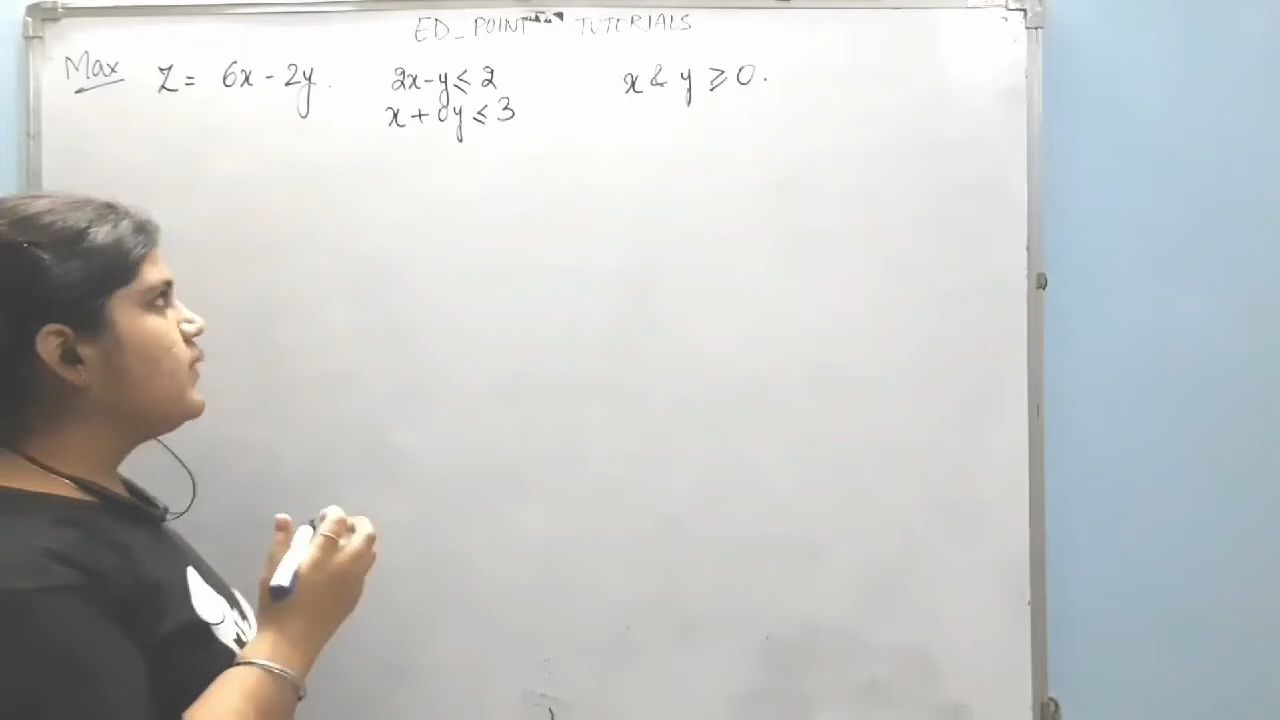 ED_POINT TUTORIALS
Max Z = 6x - 2y. 2x-y ≤ 2 x & y ≥ 0.
x + 0y ≤ 3